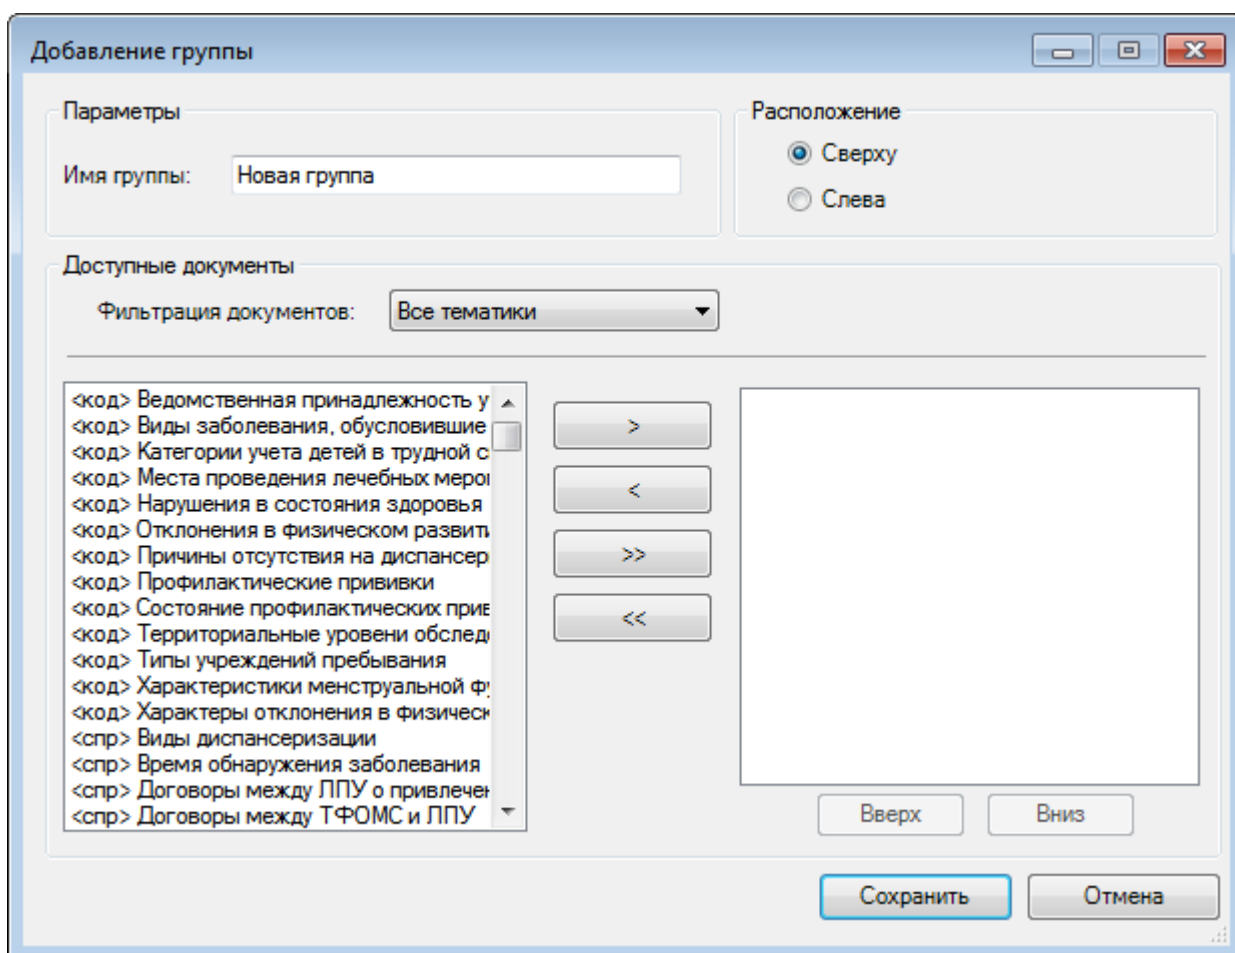 Добавление группы
Параметры
Имя группы: Новая группа
Расположение
Сверху
Слева
Доступные документы
Фильтрация документов: Все тематики
<код> Ведомственная принадлежность у
<код> Виды заболевания, обусловившие
<код> Категории учета детей в трудной с
<код> Места проведения лечебных меро
<код> Нарушения в состояния здоровья
<код> Отклонения в физическом развит
<код> Причины отсутствия на диспансер
<код> Профилактические прививки
<код> Состояние профилактических прив
<код> Территориальные уровени обслед
<код> Типы учреждений пребывания
<код> Характеристики менструальной ф
<код> Характеры отклонения в физическ
<спр> Виды диспансеризации
<спр> Время обнаружения заболевания
<спр> Договоры между ЛПУ о привлечен
<спр> Договоры между ТФОМС и ЛПУ
>
<
>>
<<
Вверх
Вниз
Сохранить
Отмена